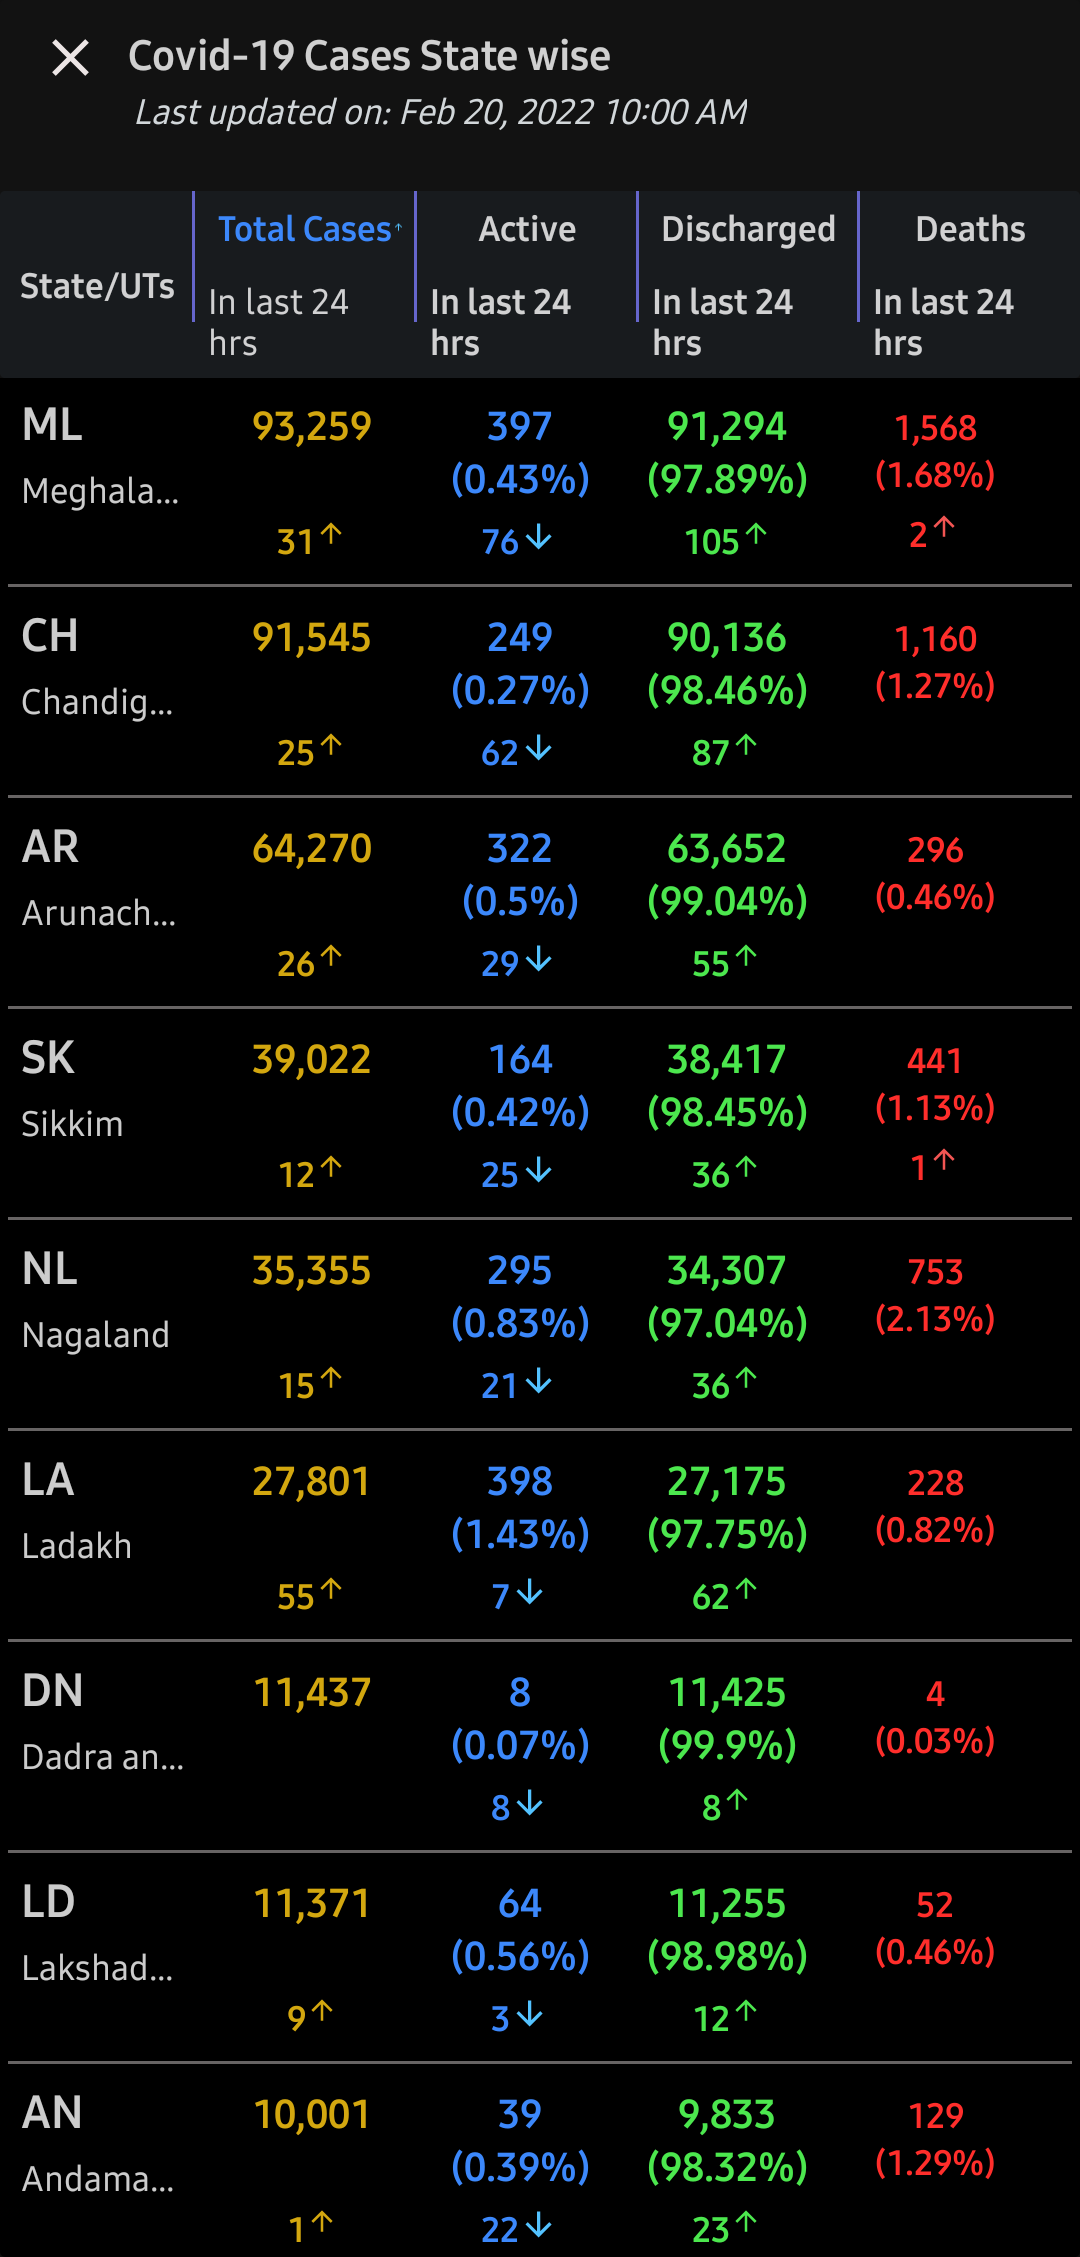 Covid-19 Cases State wise
Last updated on: Feb 20, 2022 10:00 AM
State/UTs
Total Cases↑ Active Discharged Deaths
In last 24 hrs In last 24 hrs In last 24 hrs In last 24 hrs
ML 93,259 397 91,294 1,568
Meghala... (0.43%) (97.89%) (1.68%)
31↑ 76↓ 105↑ 2↑
CH 91,545 249 90,136 1,160
Chandig... (0.27%) (98.46%) (1.27%)
25↑ 62↓ 87↑
AR 64,270 322 63,652 296
Arunach... (0.5%) (99.04%) (0.46%)
26↑ 29↓ 55↑
SK 39,022 164 38,417 441
Sikkim (0.42%) (98.45%) (1.13%)
12↑ 25↓ 36↑ 1↑
NL 35,355 295 34,307 753
Nagaland (0.83%) (97.04%) (2.13%)
15↑ 21↓ 36↑
LA 27,801 398 27,175 228
Ladakh (1.43%) (97.75%) (0.82%)
55↑ 7↓ 62↑
DN 11,437 8 11,425 4
Dadra an... (0.07%) (99.9%) (0.03%)
8↓ 8↑
LD 11,371 64 11,255 52
Lakshad... (0.56%) (98.98%) (0.46%)
9↑ 3↓ 12↑
AN 10,001 39 9,833 129
Andama... (0.39%) (98.32%) (1.29%)
1↑ 22↓ 23↑